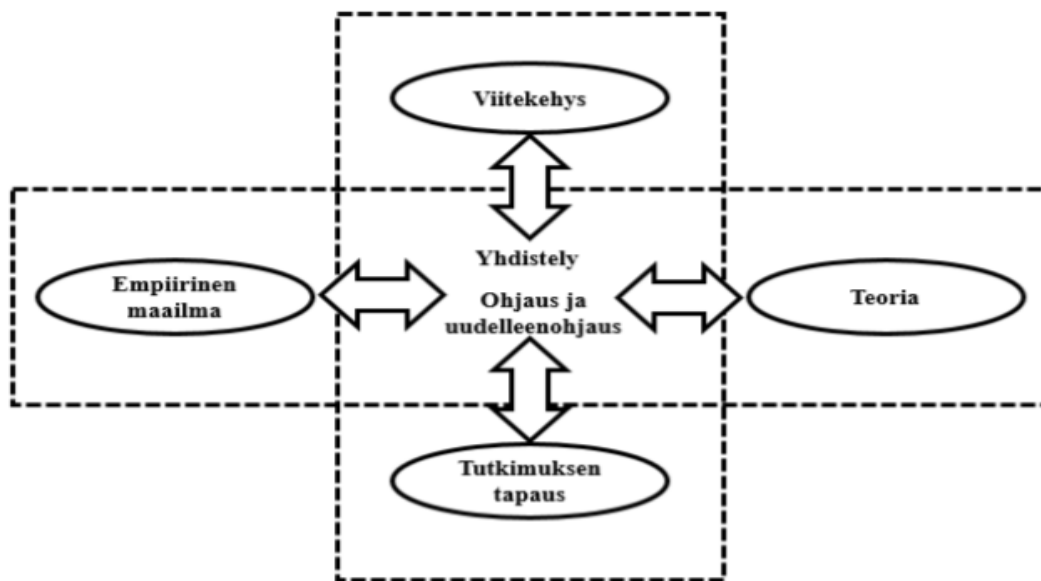 Viitekehys
Yhdistely
Empiirinen
maailma
Ohjaus ja
uudelleenohjaus
Teoria
Tutkimuksen
tapaus